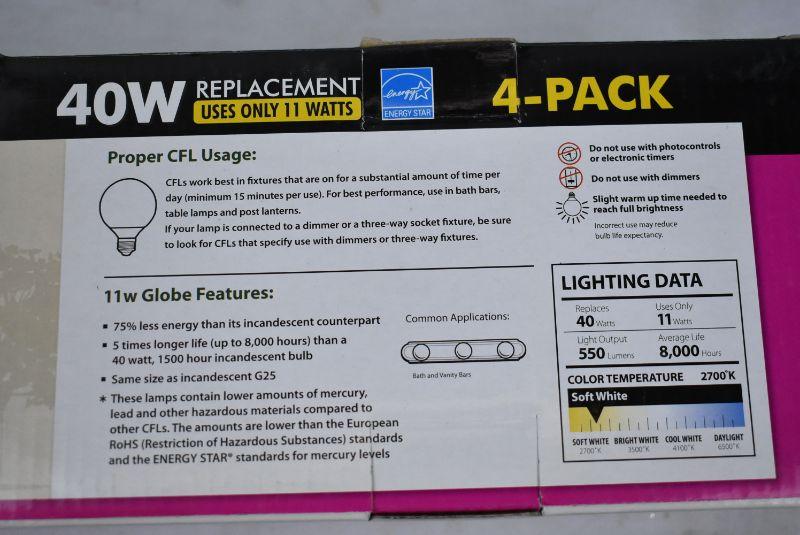 40W REPLACEMENT
USES ONLY 11 WATTS
energy
ENERGY STAR
4-PACK
Proper CFL Usage:
CFLs work best in fixtures that are on for a substantial amount of time per
day (minimum 15 minutes per use). For best performance, use in bath bars,
table lamps and post lanterns.
If your lamp is connected to a dimmer or a three-way socket fixture, be sure
to look for CFLs that specify use with dimmers or three-way fixtures.
Do not use with photocontrols
or electronic timers
Do not use with dimmers
Slight warm up time needed to
reach full brightness
Incorrect use may reduce
bulb life expectancy.
11w Globe Features:
▪ 75% less energy than its incandescent counterpart
▪ 5 times longer life (up to 8,000 hours) than a
40 watt, 1500 hour incandescent bulb
▪ Same size as incandescent G25
* These lamps contain lower amounts of mercury,
lead and other hazardous materials compared to
other CFLs. The amounts are lower than the European
RoHS (Restriction of Hazardous Substances) standards
and the ENERGY STAR® standards for mercury levels
Common Applications:
Bath and Vanity Bars
LIGHTING DATA
Replaces
40 Watts
Uses Only
11 Watts
Light Output
550 Lumens
Average Life
8,000 Hours
COLOR TEMPERATURE 2700°K
Soft White
SOFT WHITE BRIGHT WHITE COOL WHITE DAYLIGHT
2700°K 3500°K 4100°K 6500°K